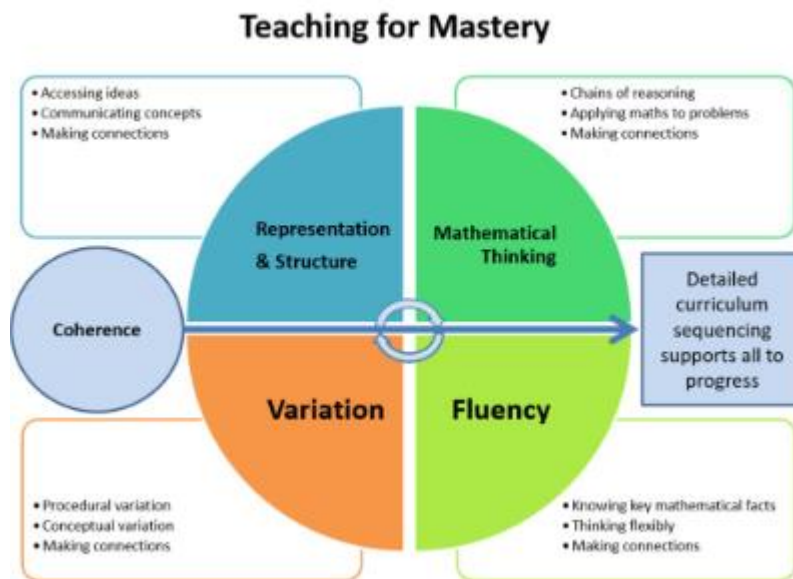 Teaching for Mastery
• Accessing ideas
• Communicating concepts
• Making connections
• Chains of reasoning
• Applying maths to problems
• Making connections
Representation
& Structure
Mathematical
Thinking
Coherence
Detailed
curriculum
sequencing
supports all to
progress
Variation
Fluency
• Procedural variation
• Conceptual variation
• Making connections
• Knowing key mathematical facts
• Thinking flexibly
• Making connections